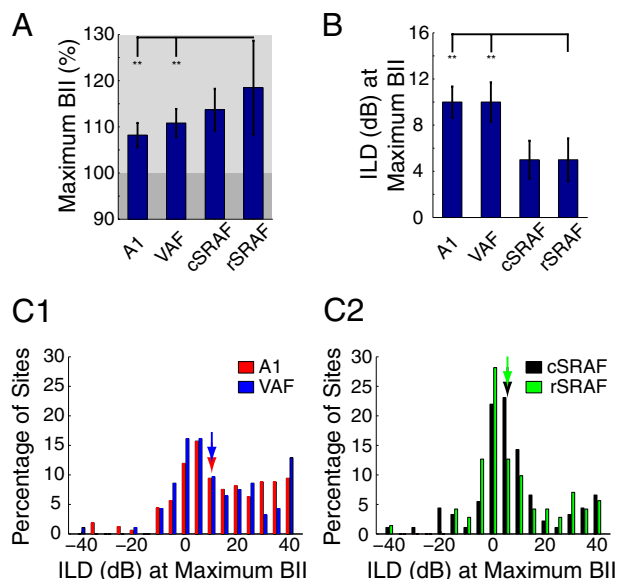 A
B
Maximum BII (%)
130
120
110
100
90
**
**
A1
VAF
cSRAF
rSRAF
ILD (dB) at
Maximum BII
16
12
8
4
0
**
**
A1
VAF
cSRAF
rSRAF
C1
C2
Percentage of Sites
30
25
20
15
10
5
0
A1
VAF
−40
−20
0
20
40
ILD (dB) at Maximum BII
Percentage of Sites
30
25
20
15
10
5
0
cSRAF
rSRAF
−40
−20
0
20
40
ILD (dB) at Maximum BII